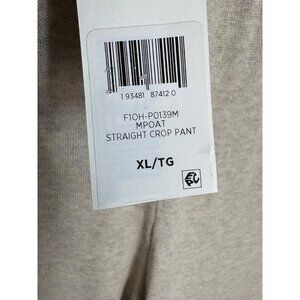 1 93481 87412 0
F1OH-P0139M
MPOAT
STRAIGHT CROP PANT
XL/TG